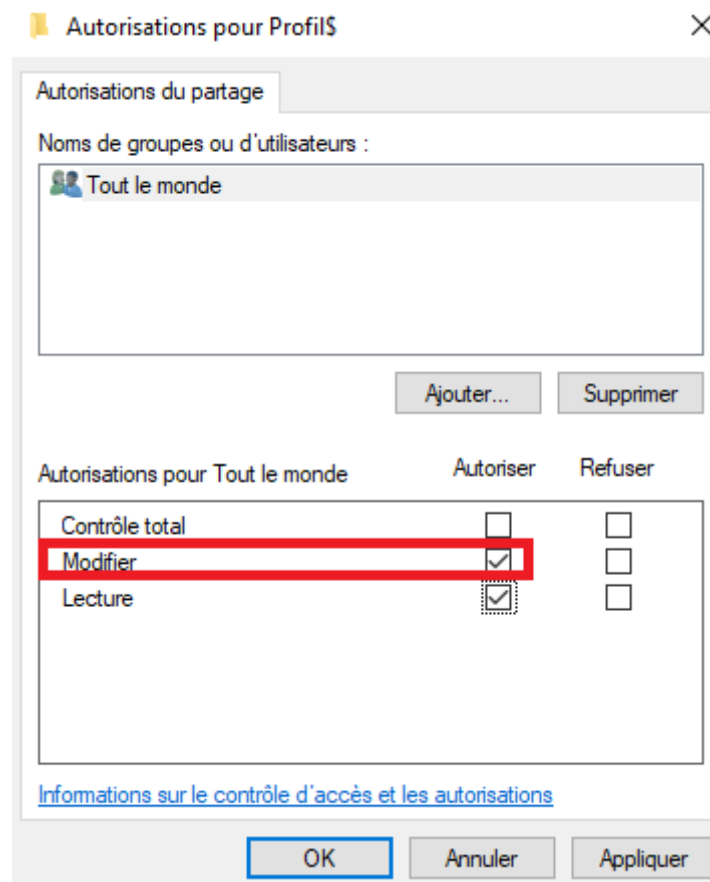 Autorisations pour Profil$
Autorisations du partage
Noms de groupes ou d'utilisateurs :
Tout le monde
Ajouter...
Supprimer
Autorisations pour Tout le monde
Autoriser
Refuser
Contrôle total
Modifier
Lecture
Informations sur le contrôle d'accès et les autorisations
OK
Annuler
Appliquer